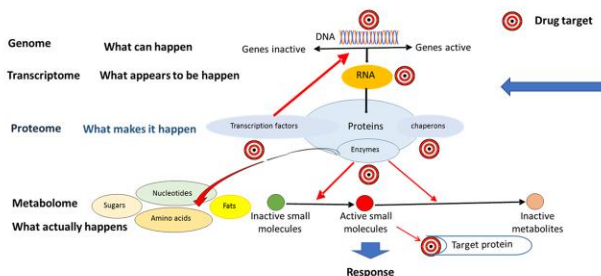 DNA
Drug target
Genome
What can happen
Genes inactive
Genes active
Transcriptome
What appears to be happen
RNA
Proteome
What makes it happen
Transcription factors
Proteins
chaperons
Enzymes
Metabolome
Nucleotides
Sugars
Fats
Amino acids
What actually happens
Inactive small
molecules
Active small
molecules
Inactive
metabolites
Target protein
Response